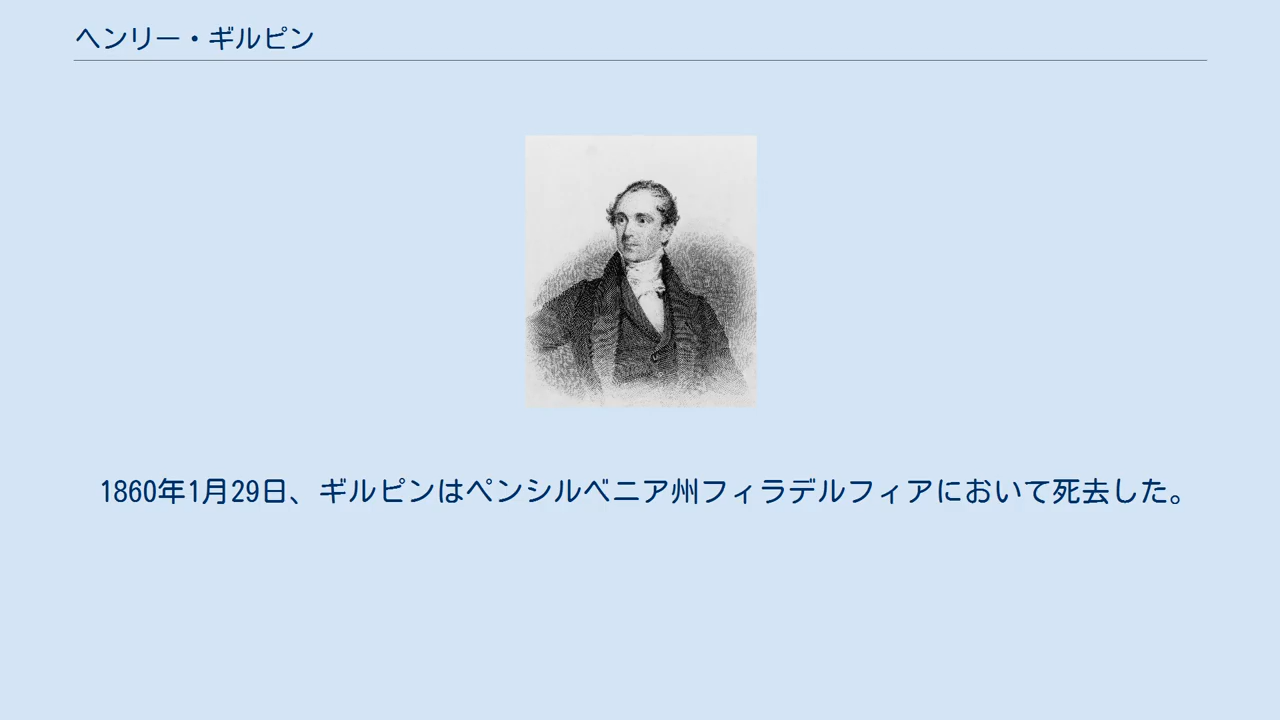 ヘンリー・ギルピン
1860年1月29日、ギルピンはペンシルベニア州フィラデルフィアにおいて死去した。